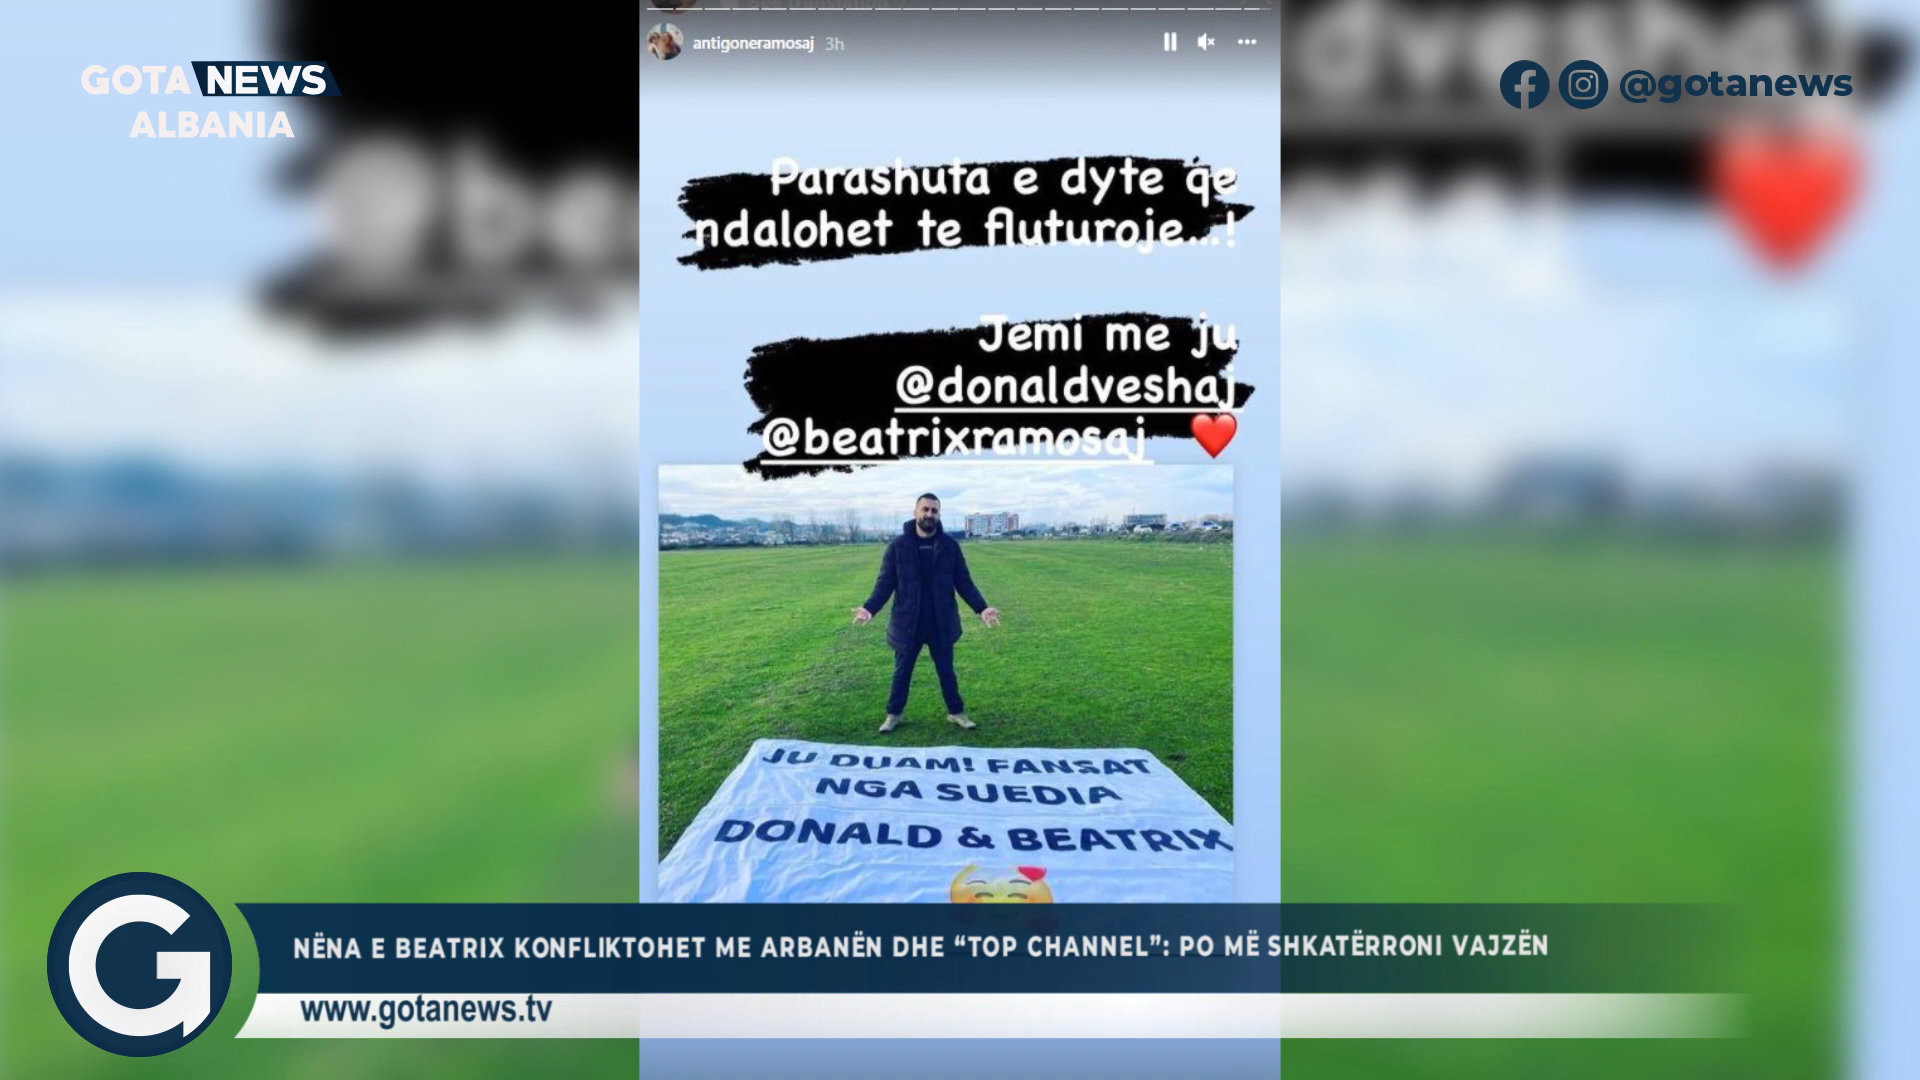 See translation
antigoneramosaj 3h
GOTA NEWS
ALBANIA
@gotanews
Parashuta e dyte qe
ndalohet te fluturoje...!
Jemi me ju
@donaldveshaj
@beatrixramosaj ❤️
JU DUAM! FANSAT
NGA SUEDIA
DONALD & BEATRIX
G
NËNA E BEATRIX KONFLIKTOHET ME ARBANËN DHE “TOP CHANNEL”: PO MË SHKATËRRONI VAJZËN
www.gotanews.tv